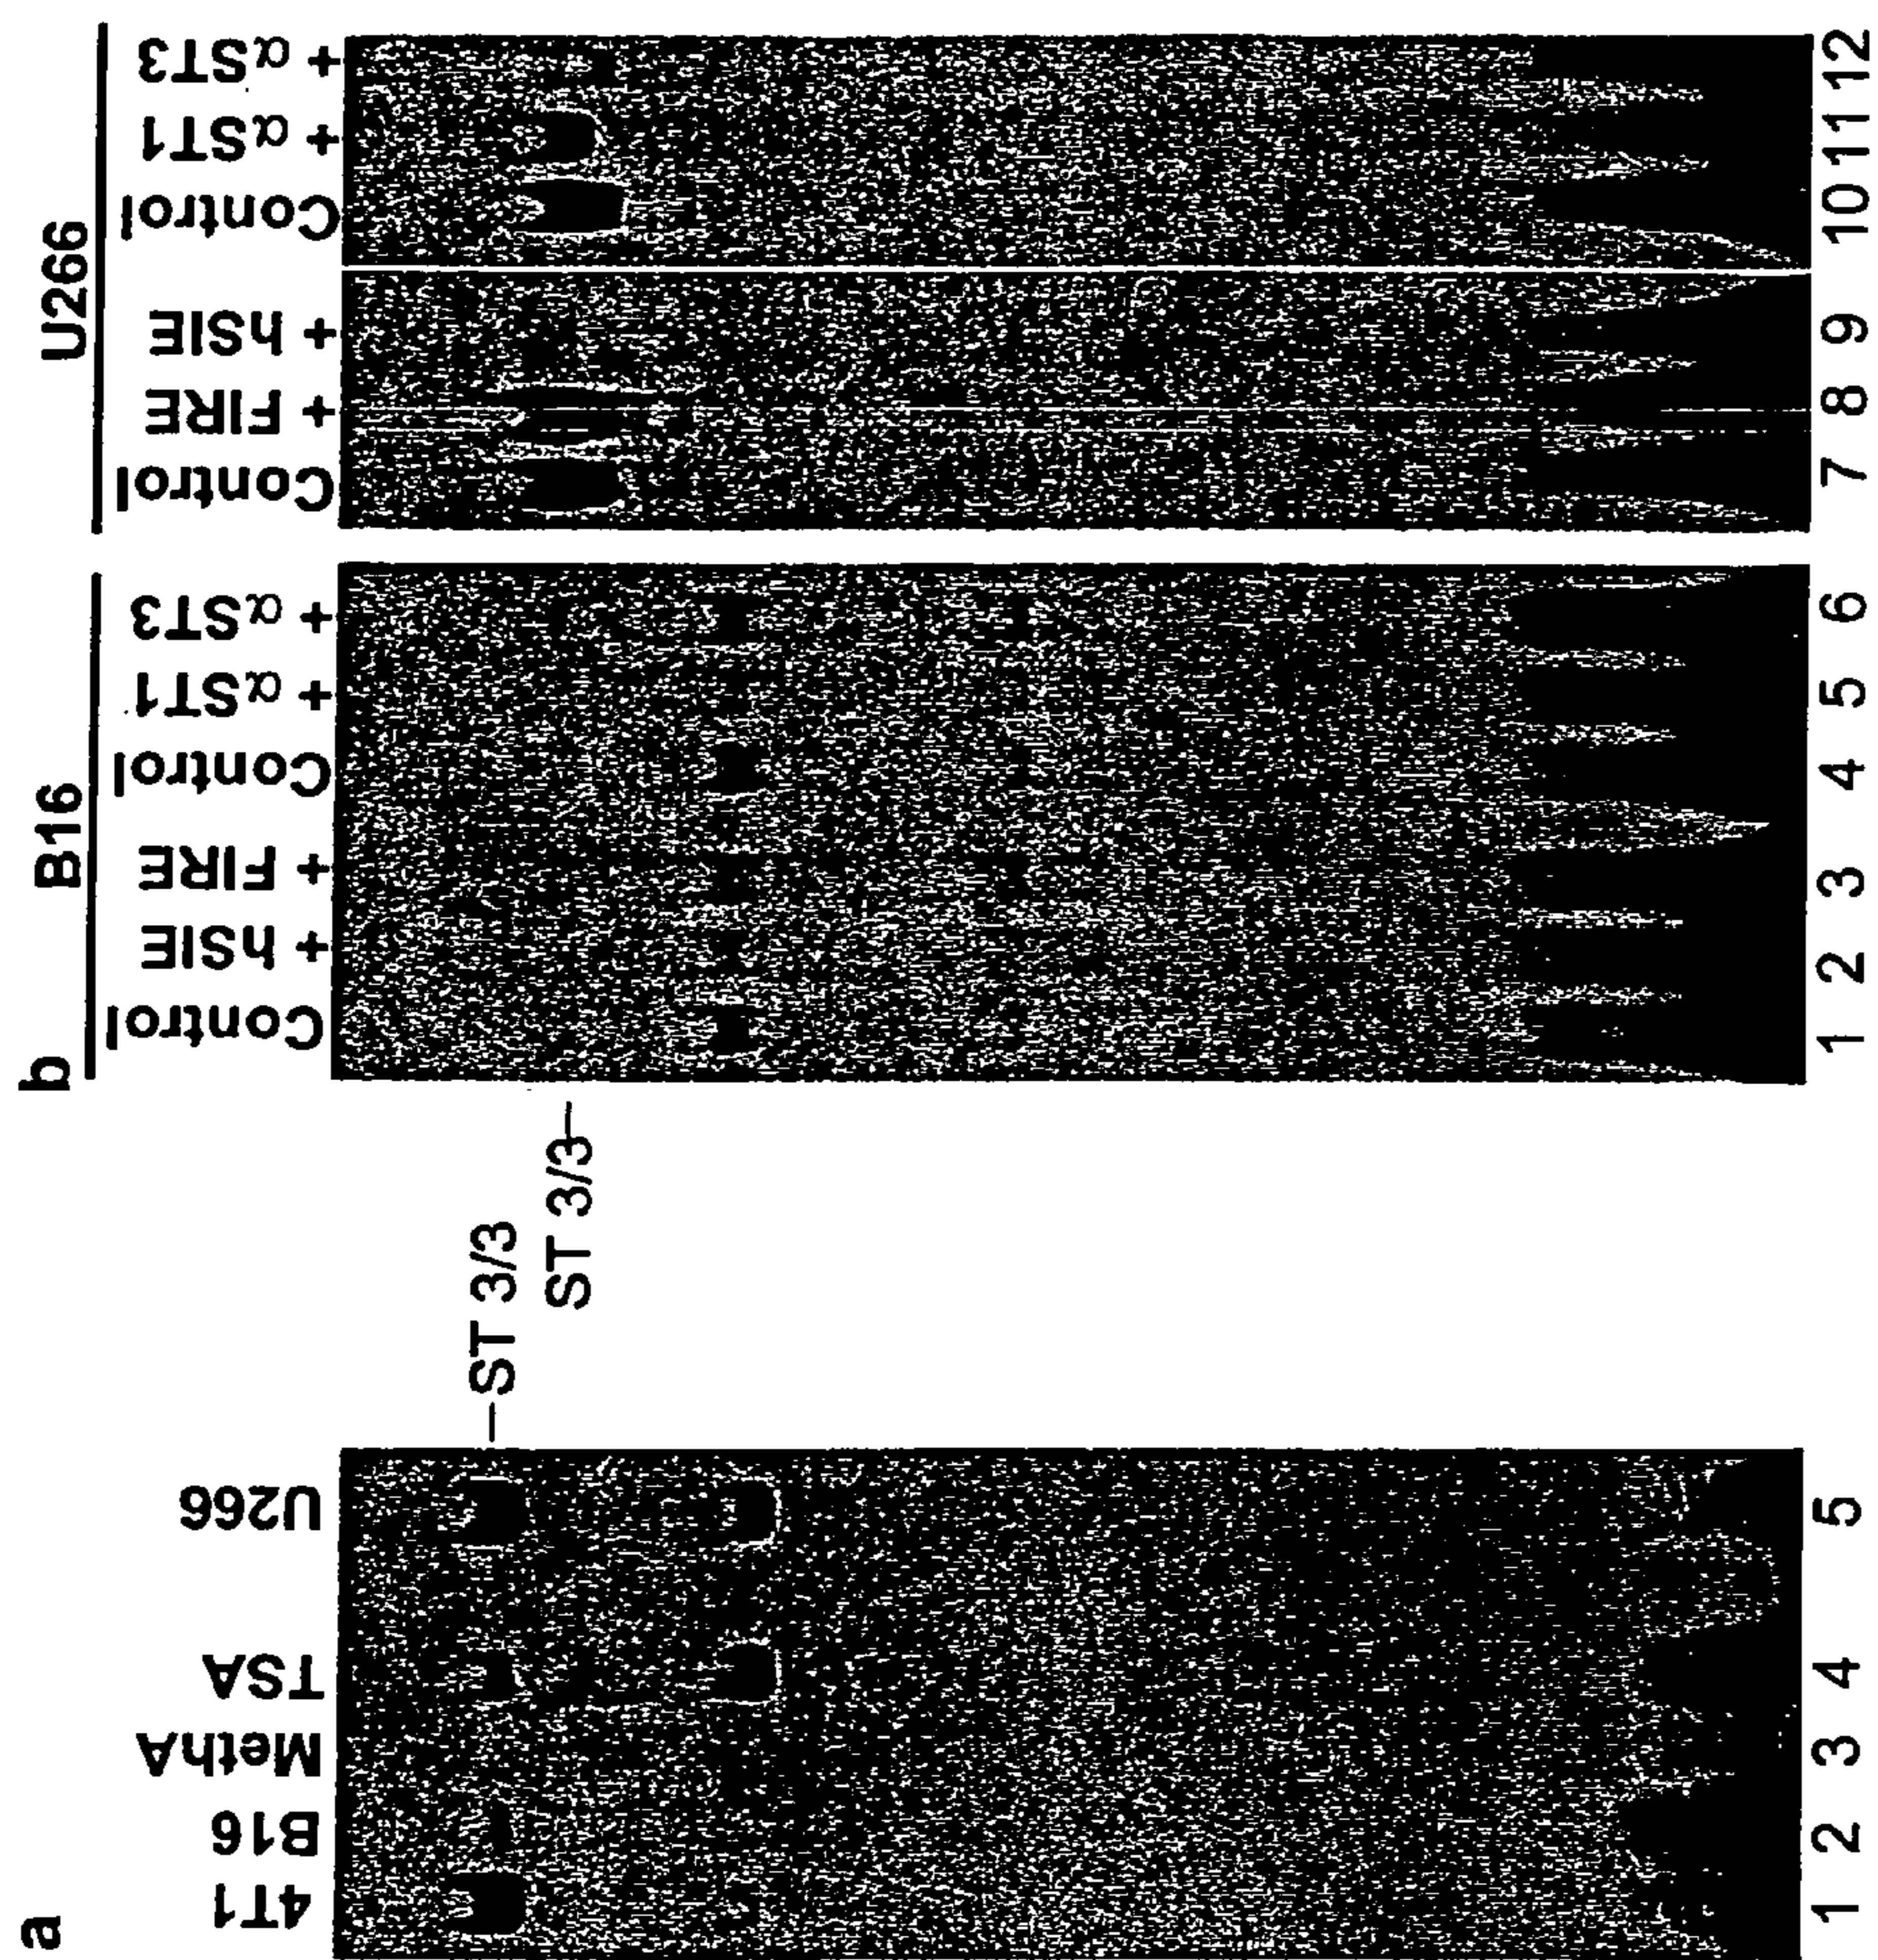 a
4T1
B16
MethA
TSA
U266
– ST 3/3
1 2 3 4 5
b
B16
U266
Control
+ hSIE
+ FIRE
Control
+ αST1
+ αST3
Control
+ FIRE
+ hSIE
Control
+ αST1
+ αST3
ST 3/3 –
1 2 3 4 5 6
7 8 9
10 11 12